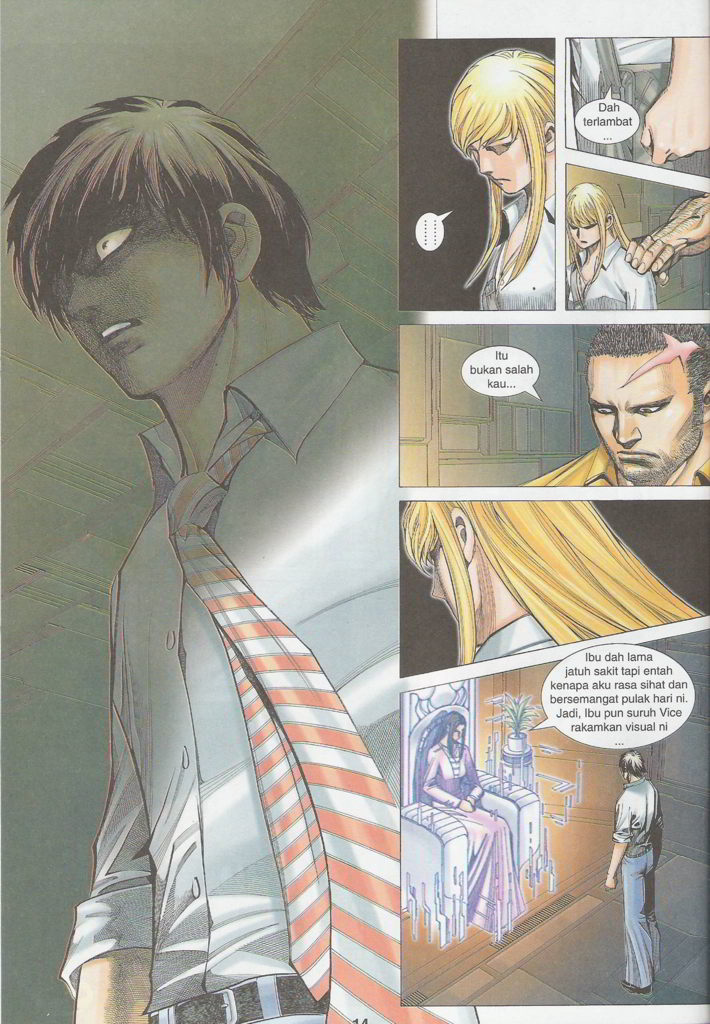 Dah
terlambat
...
Itu
bukan salah
kau...
Ibu dah lama
jatuh sakit tapi entah
kenapa aku rasa sihat dan
bersemangat pulak hari ni.
Jadi, Ibu pun suruh Vice
rakamkan visual ni
...
14